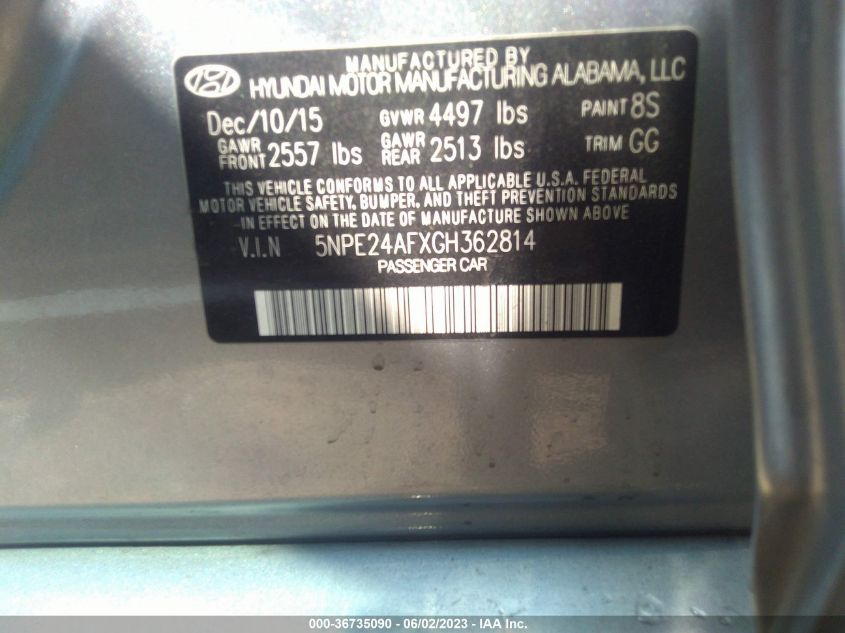 MANUFACTURED BY
HYUNDAI MOTOR MANUFACTURING ALABAMA, LLC
Dec/10/15 GVWR 4497 lbs PAINT 8S
GAWR FRONT 2557 lbs GAWR REAR 2513 lbs TRIM GG
THIS VEHICLE CONFORMS TO ALL APPLICABLE U.S.A. FEDERAL
MOTOR VEHICLE SAFETY, BUMPER, AND THEFT PREVENTION STANDARDS
IN EFFECT ON THE DATE OF MANUFACTURE SHOWN ABOVE
V.I.N 5NPE24AFXGH362814
PASSENGER CAR
000-36735090 - 06/02/2023 - IAA Inc.